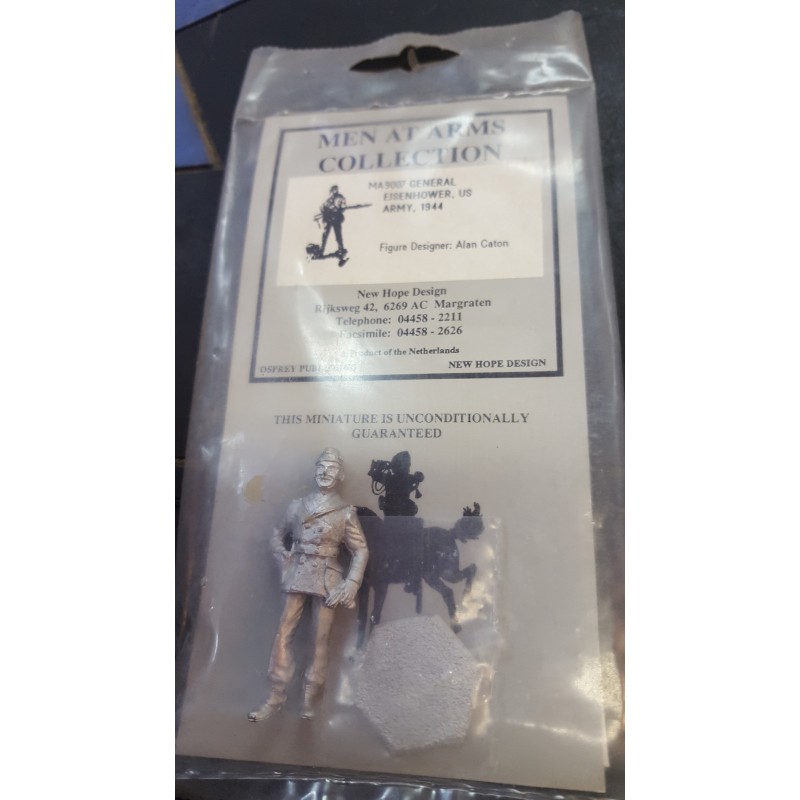 MEN AT ARMS
COLLECTION
MA9007 GENERAL
EISENHOWER, US
ARMY, 1944
Figure Designer: Alan Caton
New Hope Design
Rijksweg 42, 6269 AC Margraten
Telephone: 04458 - 2211
Facsimile: 04458 - 2626
Product of the Netherlands
OSPREY NEW HOPE DESIGN
THIS MINIATURE IS UNCONDITIONALLY
GUARANTEED